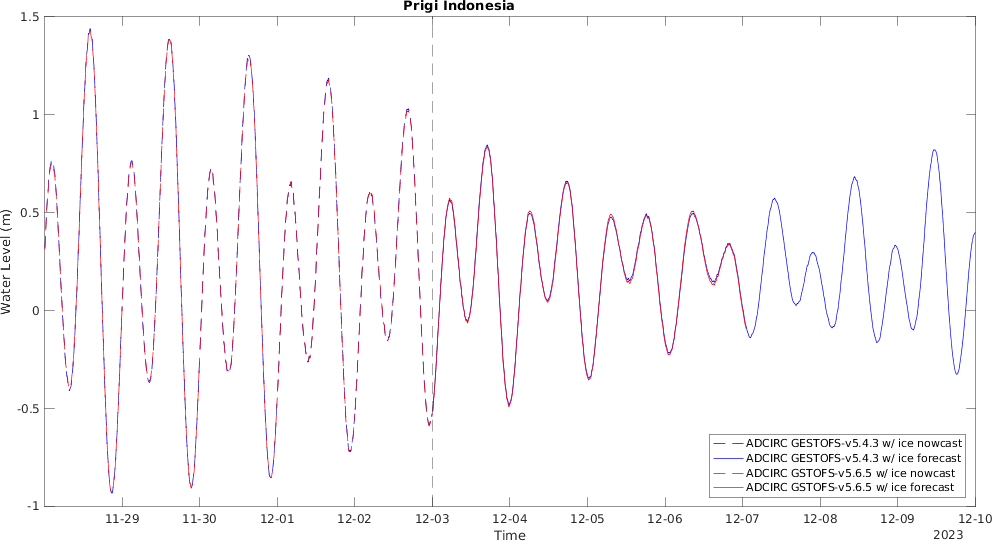 Prigi Indonesia
1.5
1
0.5
0
-0.5
-1
Water Level (m)
11-29 11-30 12-01 12-02 12-03 12-04 12-05 12-06 12-07 12-08 12-09 12-10
Time
2023
ADCIRC GESTOFS-v5.4.3 w/ ice nowcast
ADCIRC GESTOFS-v5.4.3 w/ ice forecast
ADCIRC GSTOFS-v5.6.5 w/ ice nowcast
ADCIRC GSTOFS-v5.6.5 w/ ice forecast